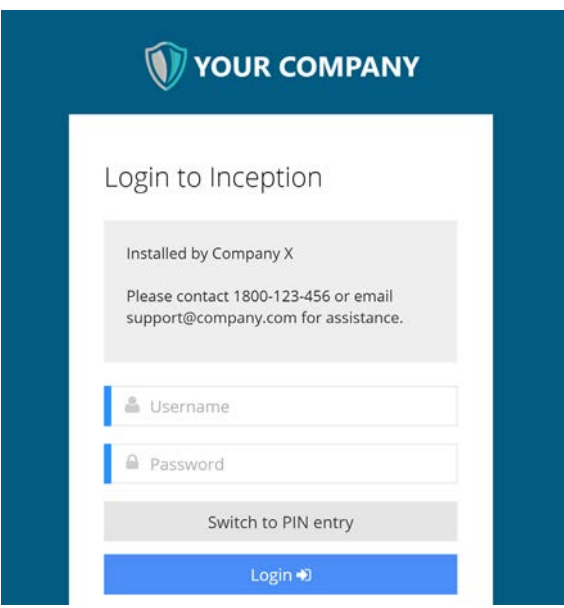 YOUR COMPANY
Login to Inception
Installed by Company X
Please contact 1800-123-456 or email
support@company.com for assistance.
Username
Password
Switch to PIN entry
Login